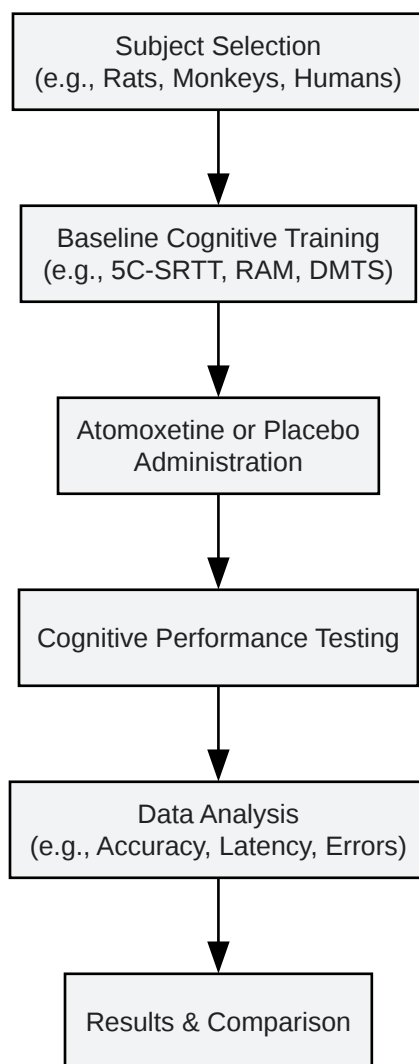 Subject Selection
(e.g., Rats, Monkeys, Humans)
Baseline Cognitive Training
(e.g., 5C-SRTT, RAM, DMTS)
Atomoxetine or Placebo
Administration
Cognitive Performance Testing
Data Analysis
(e.g., Accuracy, Latency, Errors)
Results & Comparison